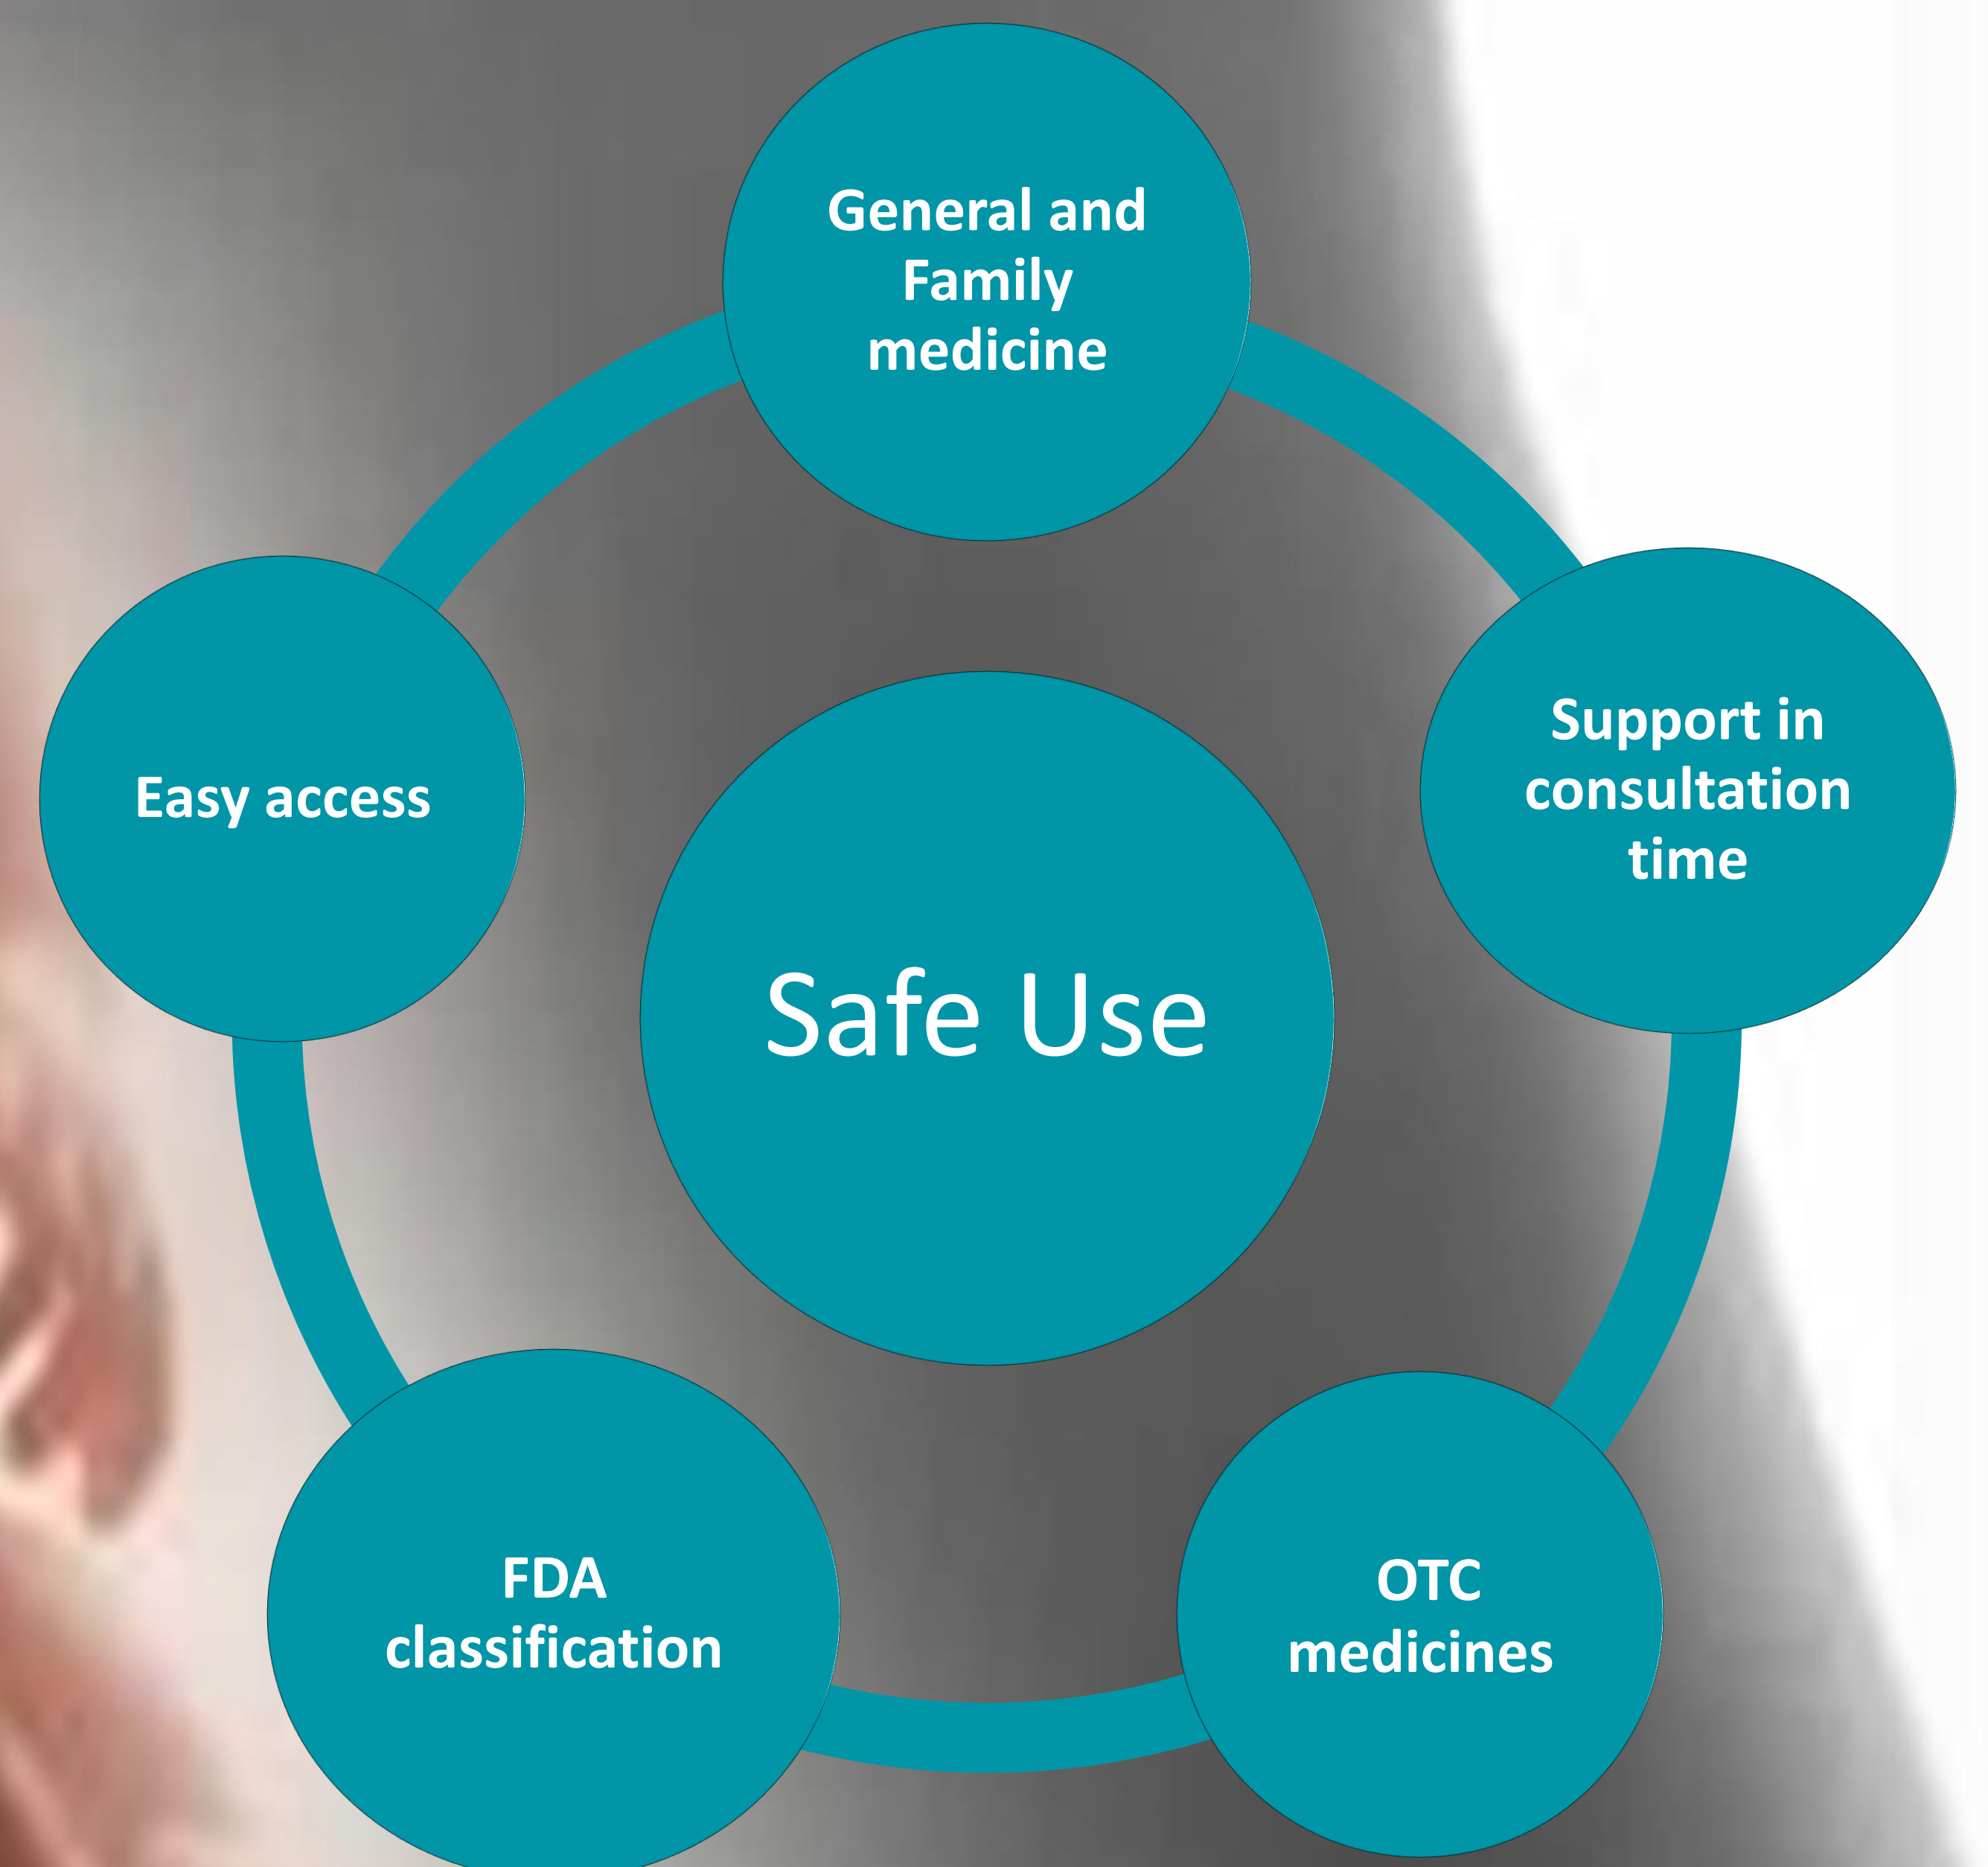 General and
Family
medicine
Support in
consultation
time
Easy access
Safe Use
FDA
classification
OTC
medicines